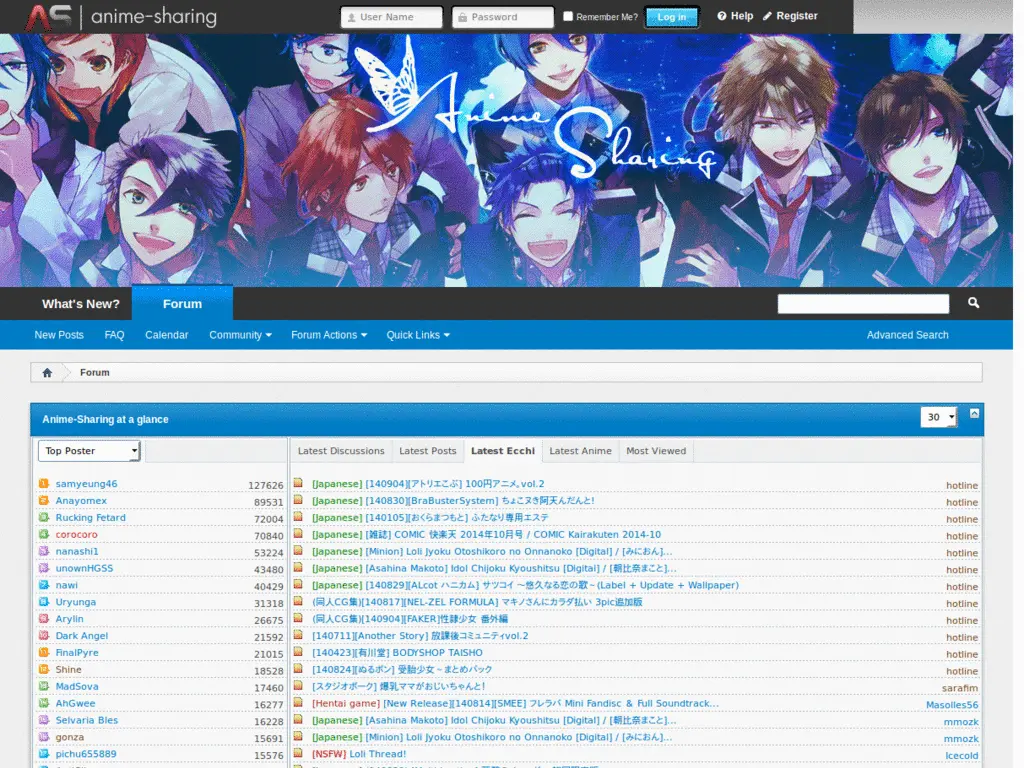 AS | anime-sharing
User Name
Password
Remember Me?
Log in
Help
Register
Anime Sharing
What's New?
Forum
New Posts
FAQ
Calendar
Community
Forum Actions
Quick Links
Advanced Search
Forum
Anime-Sharing at a glance
30
Top Poster
Latest Discussions
Latest Posts
Latest Ecchi
Latest Anime
Most Viewed
samyeung46 127626 [Japanese] [140904][アトリエこぶ] 100円アニメ。vol.2 hotline
Anayomex 89531 [Japanese] [140830][BraBusterSystem] ちょこヌき阿天んだんと! hotline
Rucking Fetard 72004 [Japanese] [140105][おくらまつもと] ふたなり専用エステ hotline
corocoro 70840 [Japanese] [雑誌] COMIC 快楽天 2014年10月号 / COMIC Kairakuten 2014-10 hotline
nanashi1 53224 [Japanese] [Minion] Loli Jyoku Otoshikoro no Onnanoko [Digital] / [みにおん]... hotline
unownHGSS 43480 [Japanese] [Asahina Makoto] Idol Chijoku Kyoushitsu [Digital] / [朝比奈まこと]... hotline
nawi 40429 [Japanese] [140829][ALcot ハニカム] サツコイ ～悠久なる恋の歌～(Label + Update + Wallpaper) hotline
Uryunga 31318 (同人CG集)[140817][NEL-ZEL FORMULA] マキノさんにカラダ払い 3pic追加版 hotline
Arylin 26675 (同人CG集)[140904][FAKER]性隷少女 番外編 hotline
Dark Angel 21592 [140711][Another Story] 放課後コミュニティvol.2 hotline
FinalPyre 21015 [140423][有川堂] BODYSHOP TAISHO hotline
Shine 18528 [140824][ぬるポン] 受胎少女～まとめパック hotline
MadSova 17460 [スタジオポーク] 爆乳ママがおじいちゃんと! sarafim
AhGwee 16277 [Hentai game] [New Release][140814][SMEE] フレラバ Mini Fandisc & Full Soundtrack... Masolles56
Selvaria Bles 16228 [Japanese] [Asahina Makoto] Idol Chijoku Kyoushitsu [Digital] / [朝比奈まこと]... mmozk
gonza 15691 [Japanese] [Minion] Loli Jyoku Otoshikoro no Onnanoko [Digital] / [みにおん]... mmozk
pichu655889 15576 [NSFW] Loli Thread! Icecold